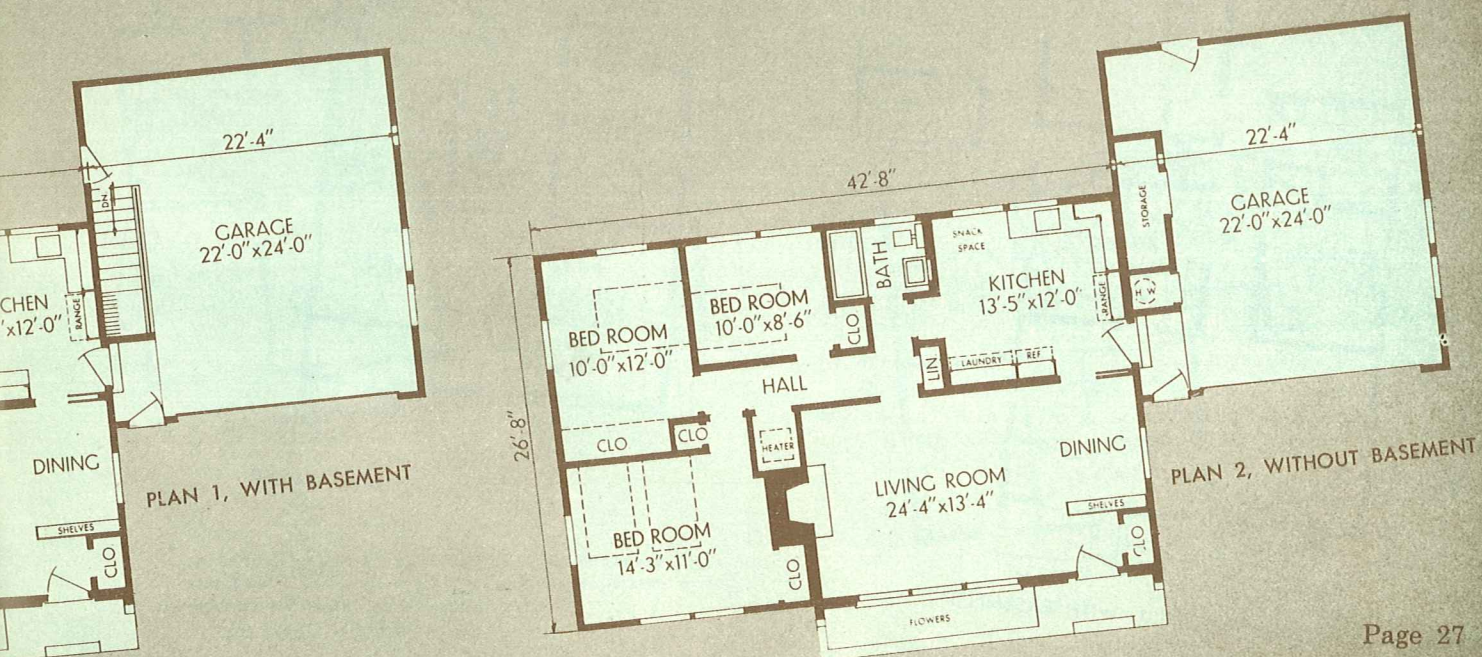 22'-4"
DN
GARAGE
22'-0"x24'-0"
CHEN
'x12'-0"
RANGE
DINING
SHELVES
CLO
PLAN 1, WITH BASEMENT
42'-8"
26'-8"
BED ROOM
10'-0"x12'-0"
BED ROOM
10'-0"x8'-6"
BATH
CLO
SNACK
SPACE
KITCHEN
13'-5"x12'-0"
RANGE
LIN
LAUNDRY
REF
HALL
CLO
CLO
HEATER
BED ROOM
14'-3"x11'-0"
CLO
LIVING ROOM
24'-4"x13'-4"
DINING
SHELVES
CLO
FLOWERS
STORAGE
HW
22'-4"
GARAGE
22'-0"x24'-0"
PLAN 2, WITHOUT BASEMENT
Page 27